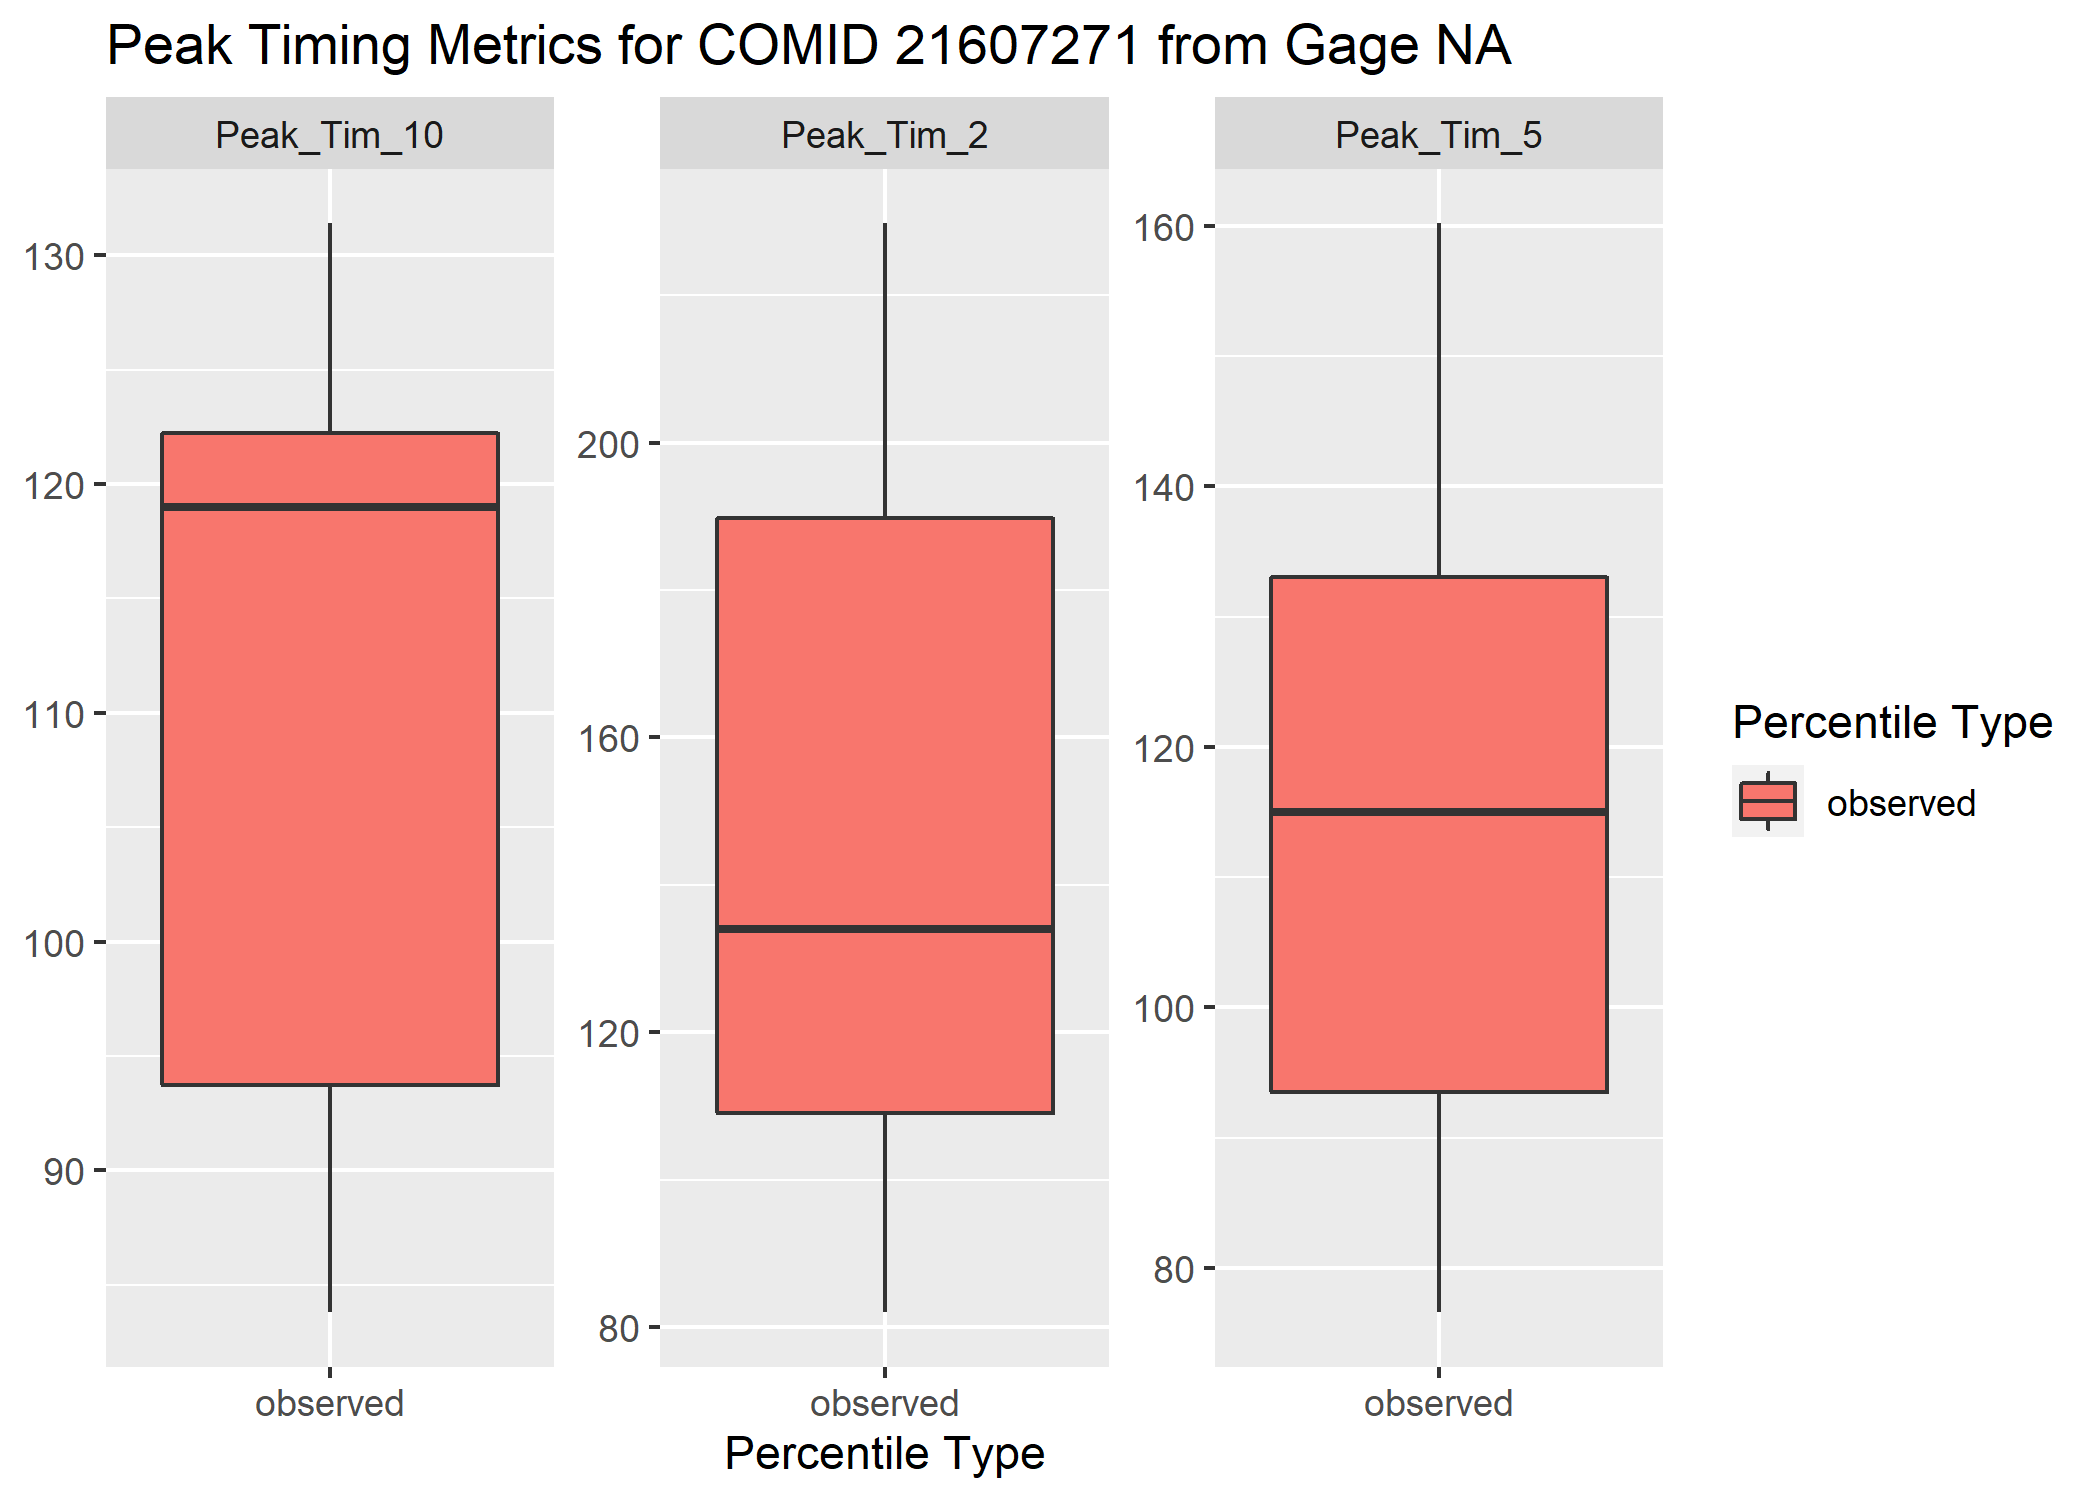 Peak Timing Metrics for COMID 21607271 from Gage NA
Peak_Tim_10
Peak_Tim_2
Peak_Tim_5
130
120
110
100
90
200
160
120
80
160
140
120
100
80
observed
observed
observed
Percentile Type
Percentile Type
observed